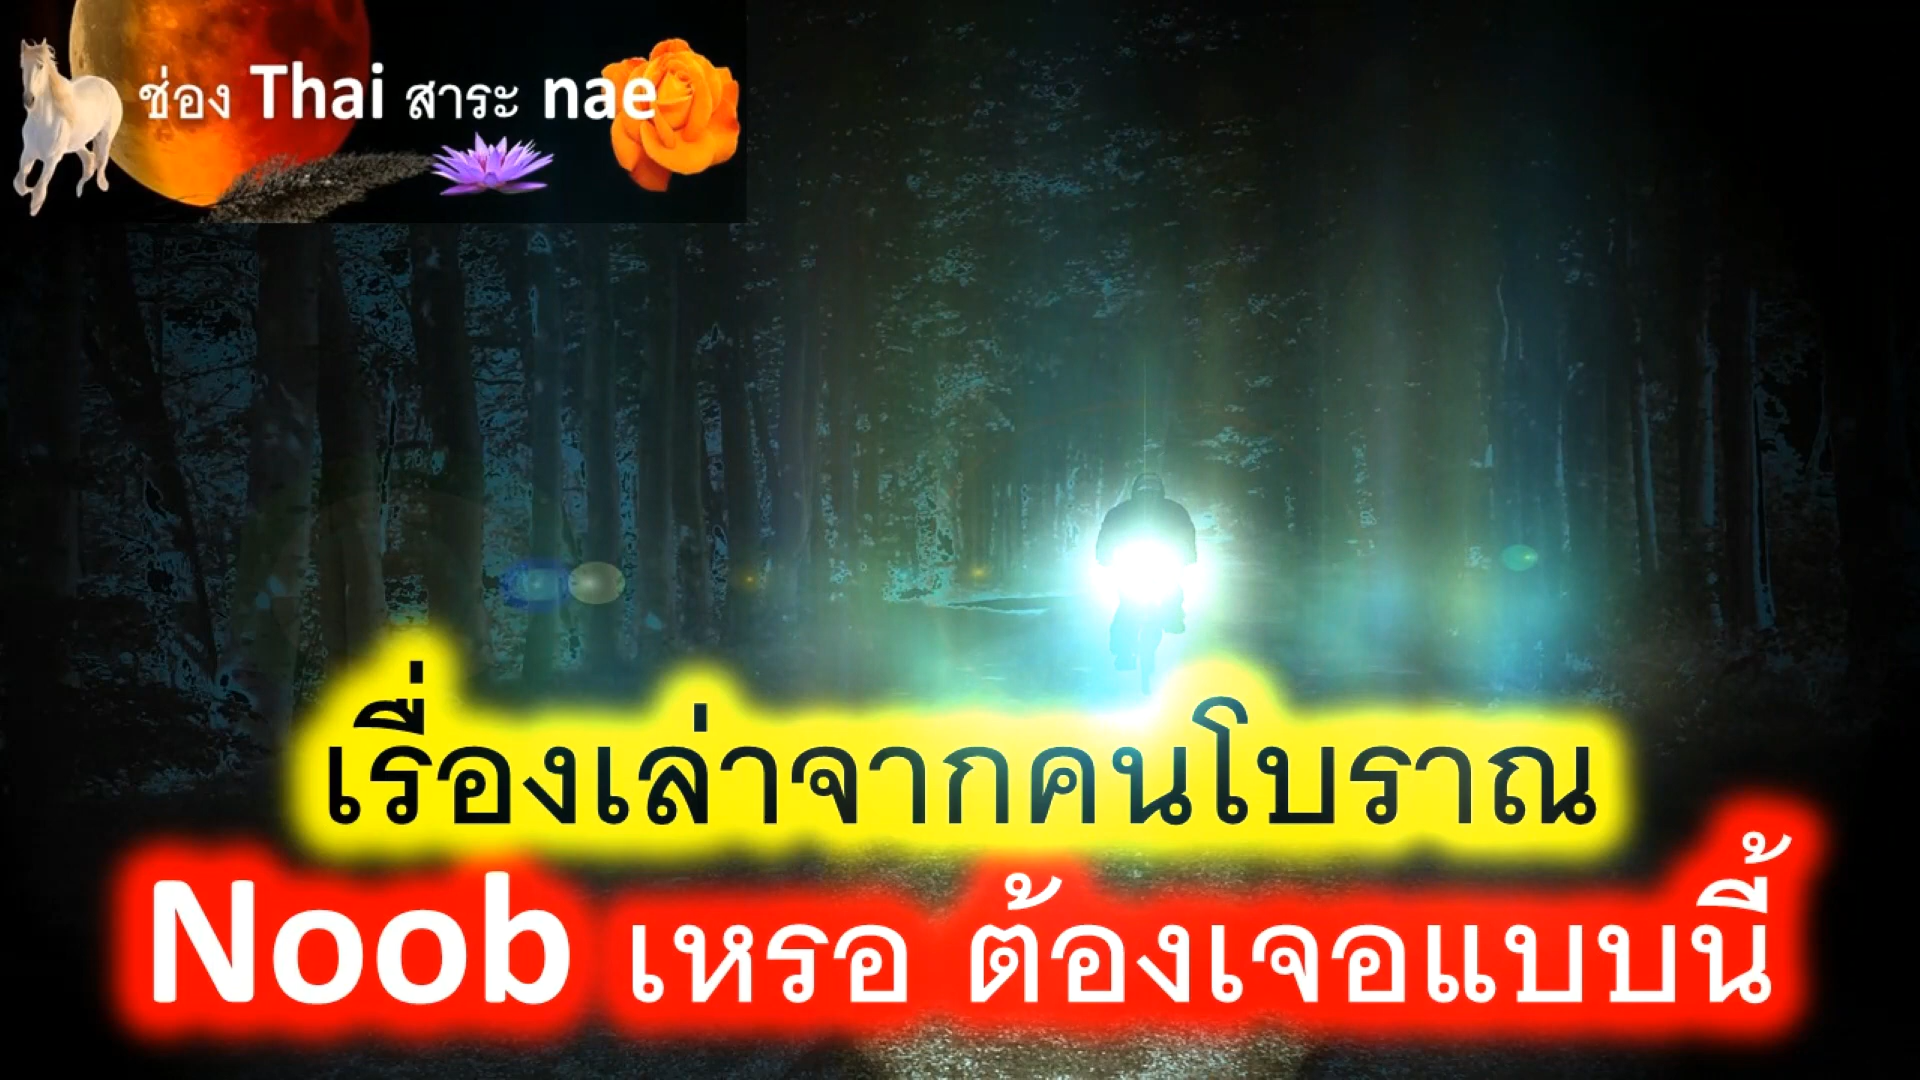 ช่อง Thai สาระ nae
เรื่องเล่าจากคนโบราณ
Noob เหรอ ต้องเจอแบบนี้